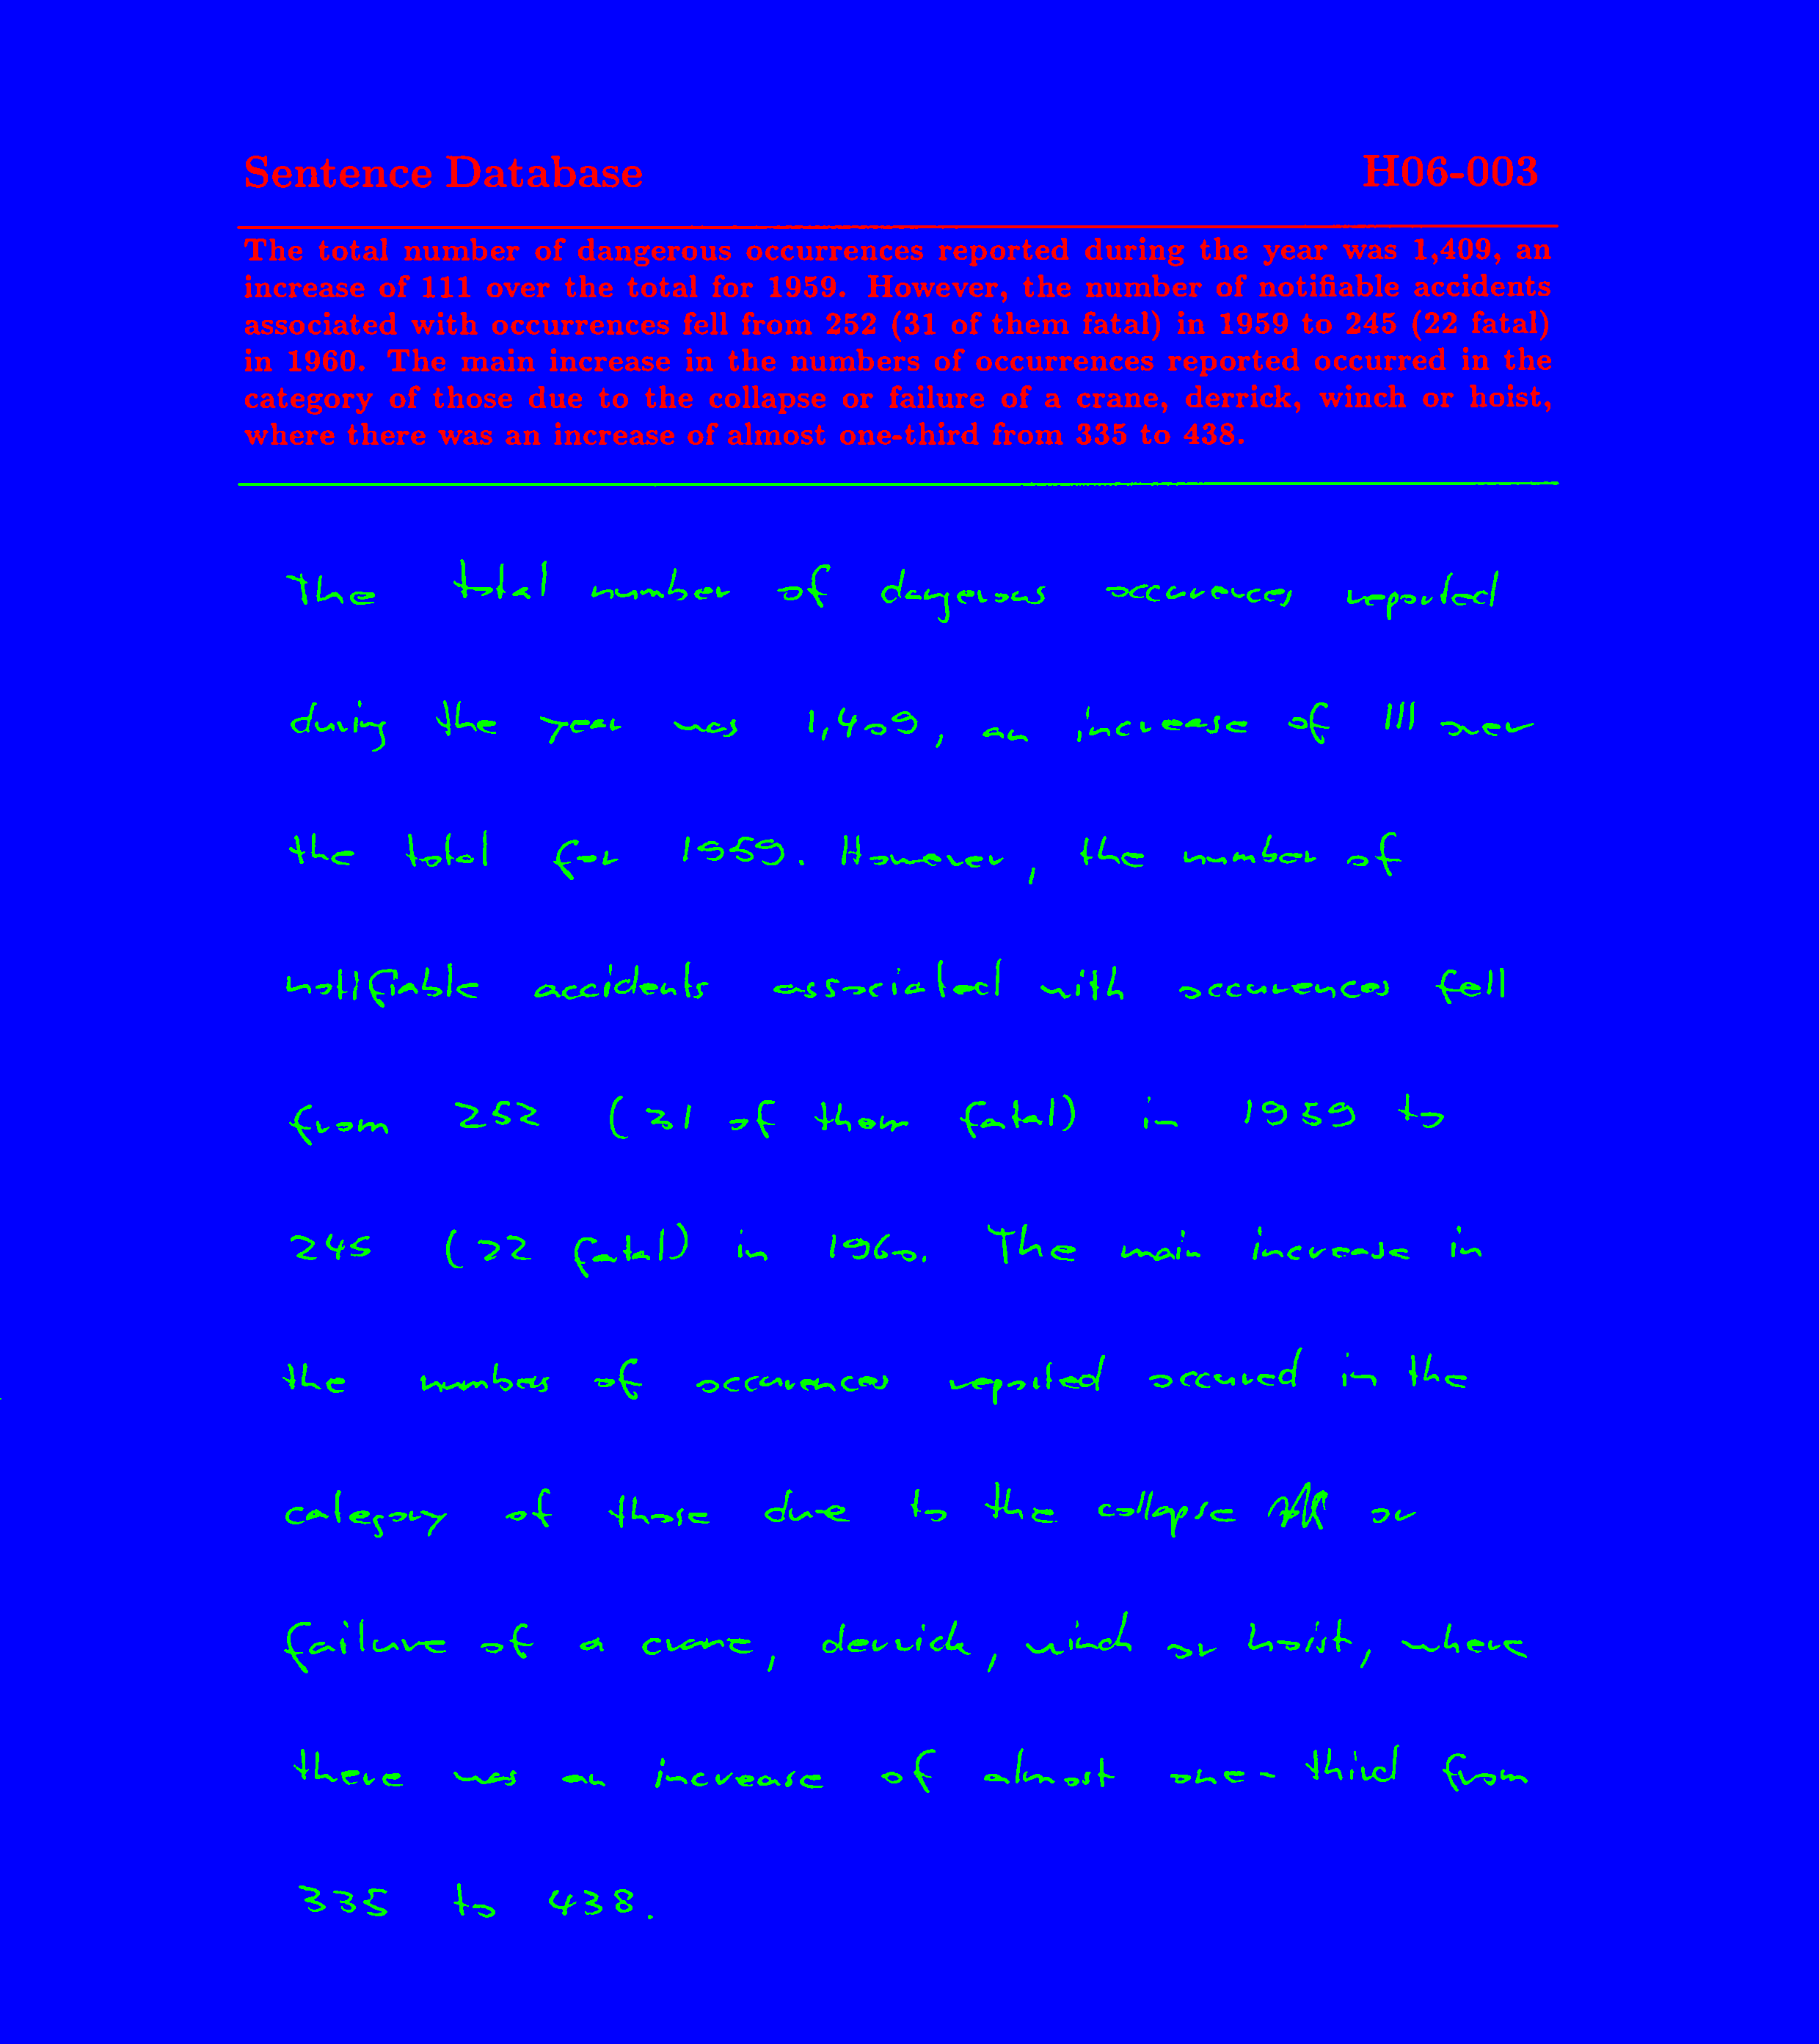 Sentence Database H06-003
The total number of dangerous occurrences reported during the year was 1,409, an
increase of 111 over the total for 1959. However, the number of notifiable accidents
associated with occurrences fell from 252 (31 of them fatal) in 1959 to 245 (22 fatal)
in 1960. The main increase in the numbers of occurrences reported occurred in the
category of those due to the collapse or failure of a crane, derrick, winch or hoist,
where there was an increase of almost one-third from 335 to 438.
The total number of dangerous occurences reported
during the year was 1,409, an increase of 111 over
the total for 1959. However, the number of
notifiable accidents associated with occurences fell
from 252 (31 of them fatal) in 1959 to
245 (22 fatal) in 1960. The main increase in
the numbers of occurences reported occured in the
category of those due to the collapse or
failure of a crane, derrick, winch or hoist, where
there was an increase of almost one-third from
335 to 438.